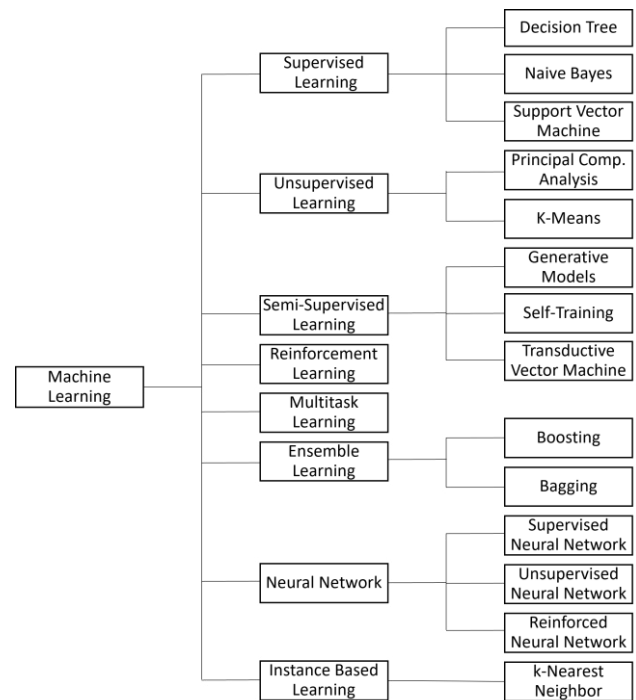 Machine
Learning
Supervised
Learning
Decision Tree
Naive Bayes
Support Vector
Machine
Unsupervised
Learning
Principal Comp.
Analysis
K-Means
Semi-Supervised
Learning
Generative
Models
Self-Training
Transductive
Vector Machine
Reinforcement
Learning
Multitask
Learning
Ensemble
Learning
Boosting
Bagging
Neural Network
Supervised
Neural Network
Unsupervised
Neural Network
Reinforced
Neural Network
Instance Based
Learning
k-Nearest
Neighbor